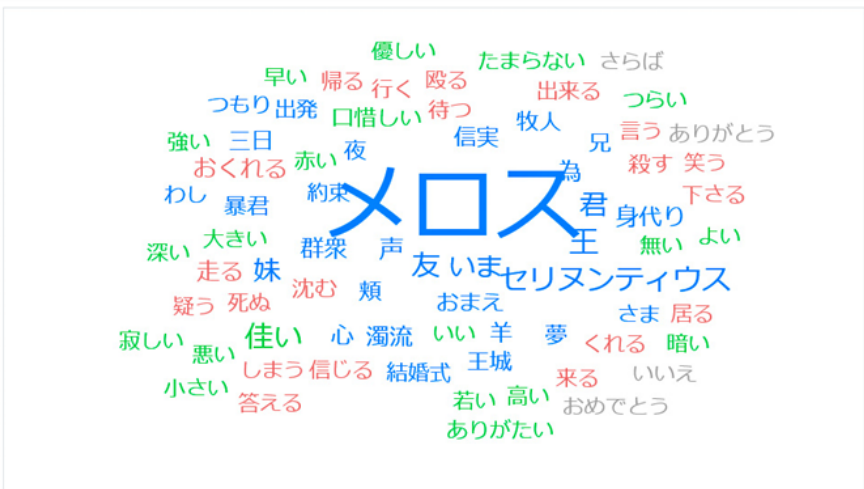 優しい たまらない さらば
早い 帰る 行く 殴る 出来る つらい
つもり 出発 口惜しい 待つ 牧人
強い 三日 信実 兄 言う ありがとう
おくれる 赤い 夜 為 殺す 笑う
わし 暴君 約束 メロス 君 身代り 下さる
深い 大きい 群衆 声 王 無い よい
走る 妹 友 いま セリヌンティウス
疑う 死ぬ 沈む 頬 おまえ さま 居る
寂しい 佳い 心 濁流 いい 羊 夢 くれる 暗い
悪い しまう 信じる 結婚式 王城 来る いいえ
小さい 答える 若い 高い おめでとう
ありがたい